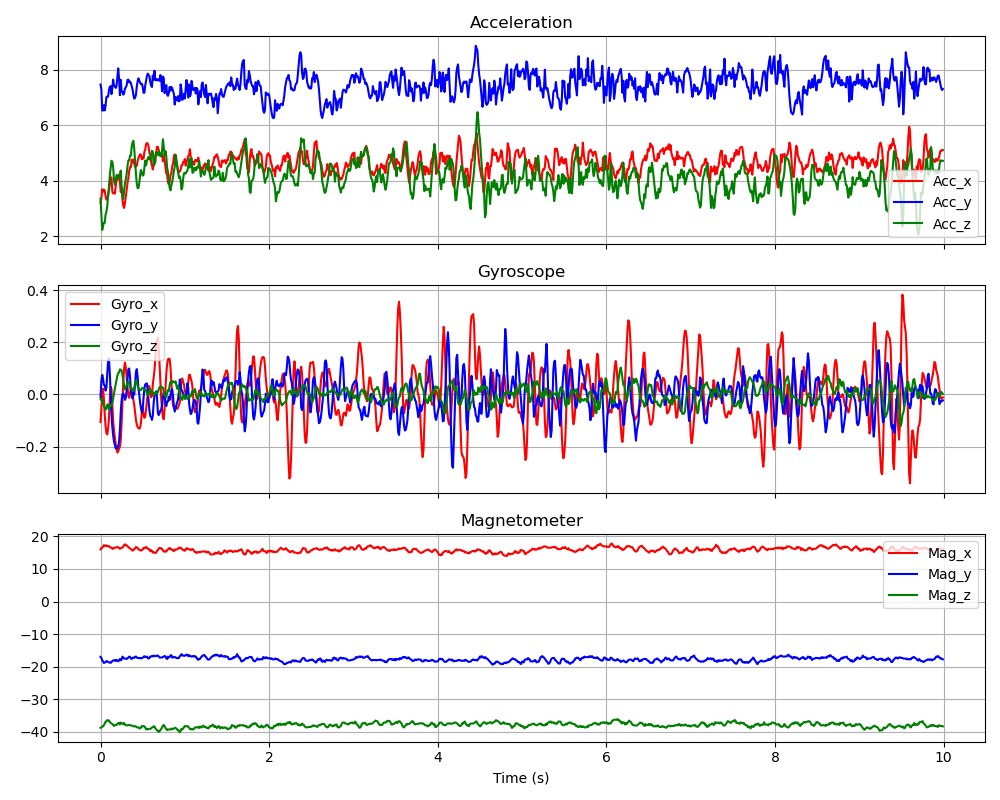 Acceleration
8
6
4
2
Acc_x
Acc_y
Acc_z
Gyroscope
0.4
0.2
0.0
−0.2
Gyro_x
Gyro_y
Gyro_z
Magnetometer
20
10
0
−10
−20
−30
−40
Mag_x
Mag_y
Mag_z
0 2 4 6 8 10
Time (s)